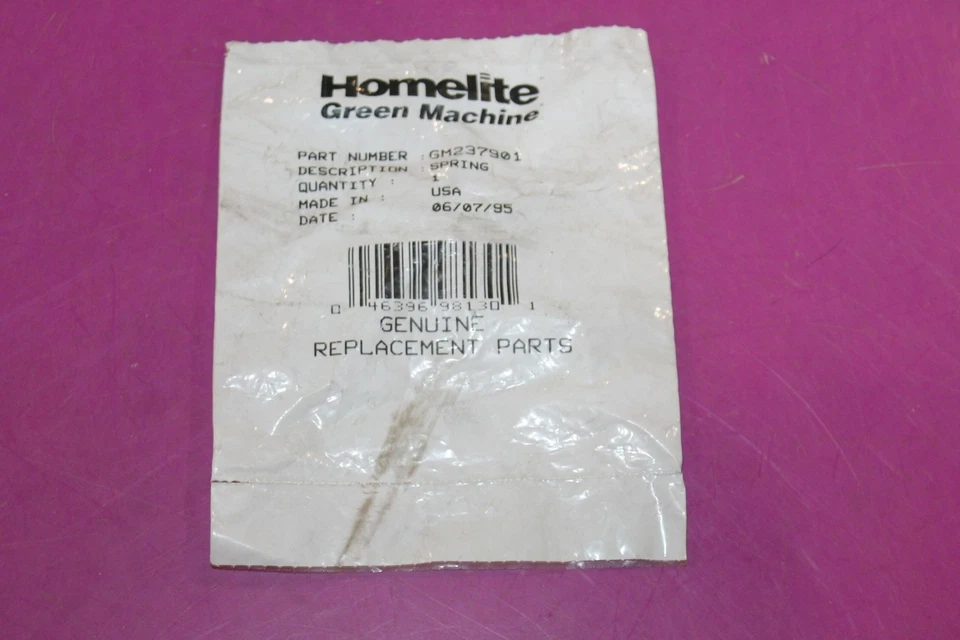 Homelite
Green Machine
PART NUMBER : GM237901
DESCRIPTION : SPRING
QUANTITY : 1
MADE IN : USA
DATE : 06/07/95
0 46396 98130 1
GENUINE
REPLACEMENT PARTS